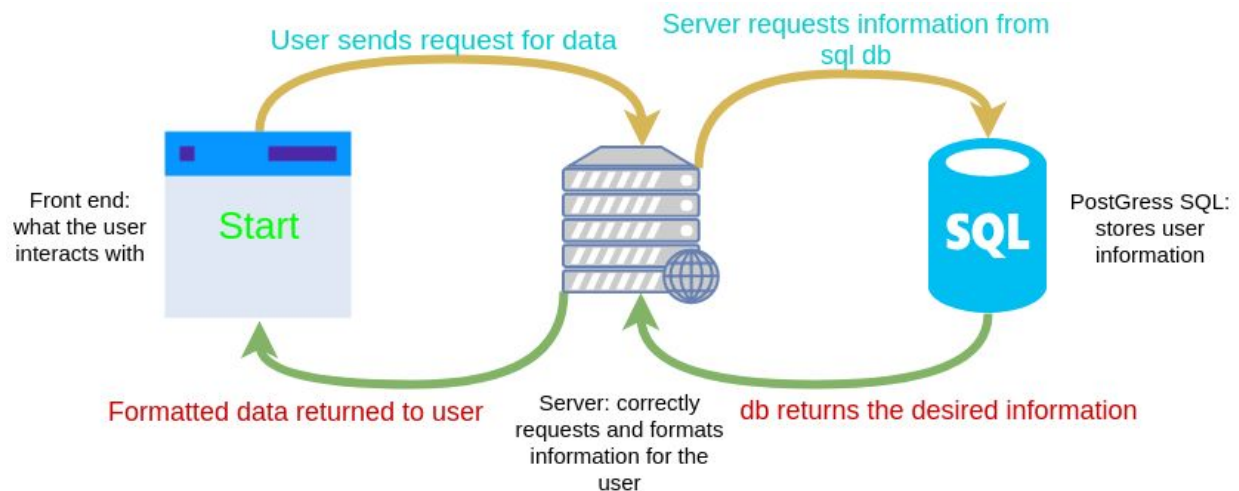 User sends request for data
Server requests information from
sql db
Front end:
what the user
interacts with
Start
SQL
PostGress SQL:
stores user
information
Formatted data returned to user
Server: correctly
requests and formats
information for the
user
db returns the desired information